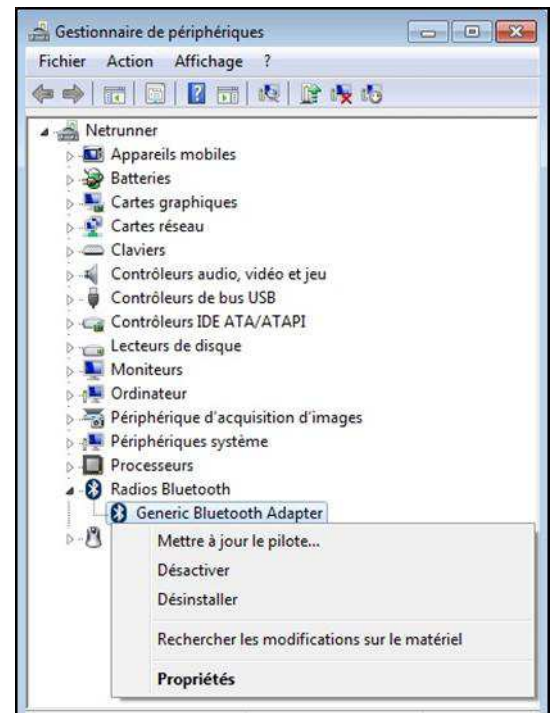 Gestionnaire de périphériques
Fichier Action Affichage ?
Netrunner
Appareils mobiles
Batteries
Cartes graphiques
Cartes réseau
Claviers
Contrôleurs audio, vidéo et jeu
Contrôleurs de bus USB
Contrôleurs IDE ATA/ATAPI
Lecteurs de disque
Moniteurs
Ordinateur
Périphérique d'acquisition d'images
Périphériques système
Processeurs
Radios Bluetooth
Generic Bluetooth Adapter
Mettre à jour le pilote...
Désactiver
Désinstaller
Rechercher les modifications sur le matériel
Propriétés